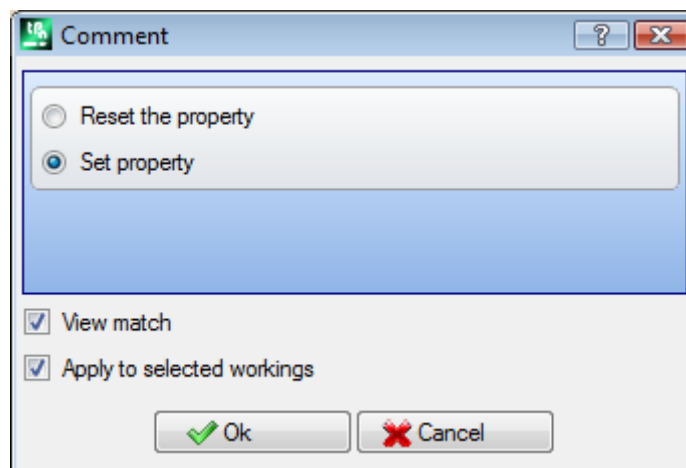 Comment
Reset the property
Set property
View match
Apply to selected workings
Ok Cancel